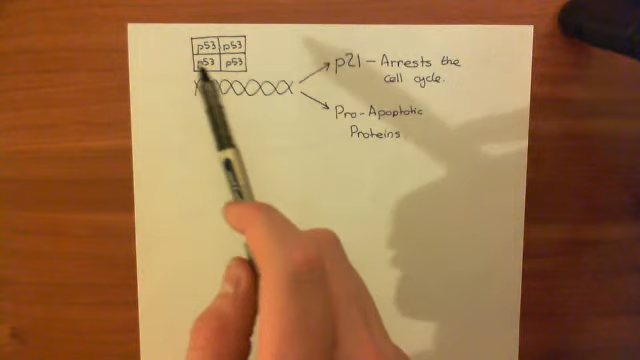 p53 p53
p53 p53
p21 - Arrests the
cell cycle.
Pro-Apoptotic
Proteins